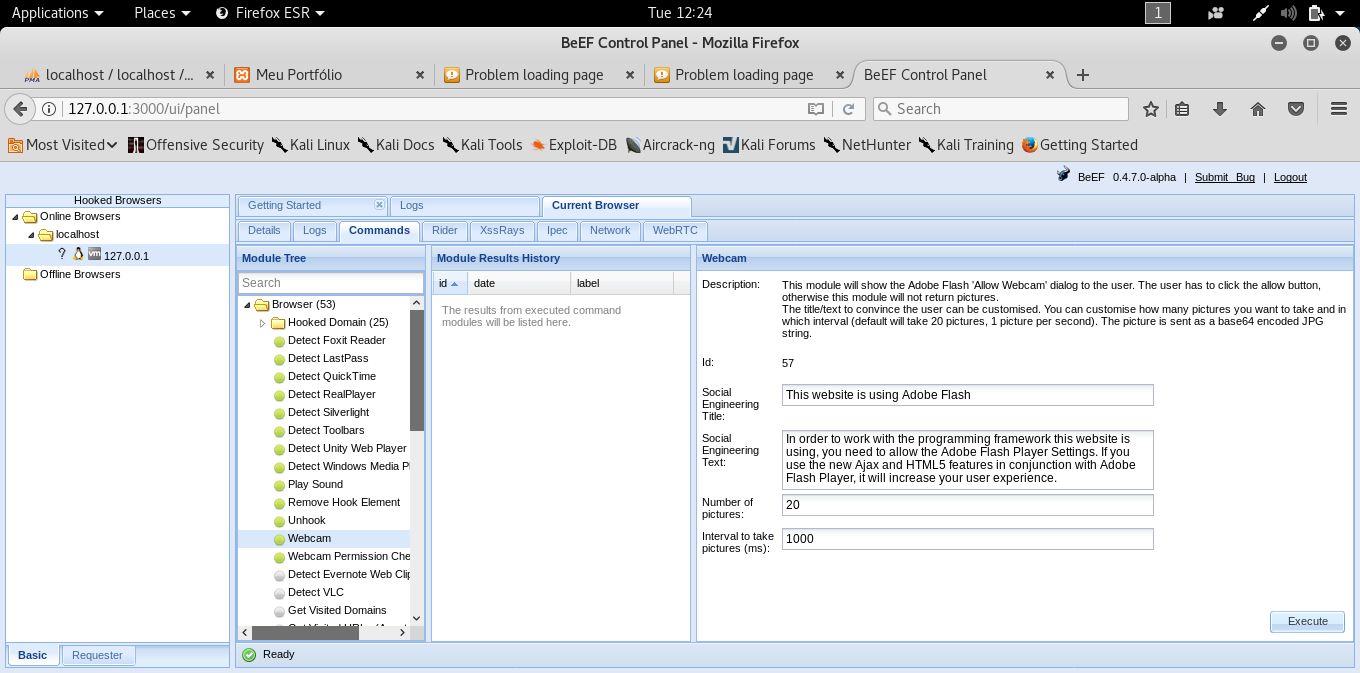 Applications Places Firefox ESR Tue 12:24 1
BeEF Control Panel - Mozilla Firefox
PMA localhost / localhost /... Meu Portfólio Problem loading page Problem loading page BeEF Control Panel
127.0.0.1:3000/ui/panel Search
Most Visited Offensive Security Kali Linux Kali Docs Kali Tools Exploit-DB Aircrack-ng Kali Forums NetHunter Kali Training Getting Started
BeEF 0.4.7.0-alpha | Submit Bug | Logout
Hooked Browsers
Online Browsers
localhost
? vm 127.0.0.1
Offline Browsers
Basic Requester
Getting Started Logs Current Browser
Details Logs Commands Rider XssRays Ipec Network WebRTC
Module Tree
Search
Browser (53)
Hooked Domain (25)
Detect Foxit Reader
Detect LastPass
Detect QuickTime
Detect RealPlayer
Detect Silverlight
Detect Toolbars
Detect Unity Web Player
Detect Windows Media Pl
Play Sound
Remove Hook Element
Unhook
Webcam
Webcam Permission Che
Detect Evernote Web Clip
Detect VLC
Get Visited Domains
Module Results History
id date label
The results from executed command
modules will be listed here.
Webcam
Description: This module will show the Adobe Flash 'Allow Webcam' dialog to the user. The user has to click the allow button,
otherwise this module will not return pictures.
The title/text to convince the user can be customised. You can customise how many pictures you want to take and in
which interval (default will take 20 pictures, 1 picture per second). The picture is sent as a base64 encoded JPG
string.
Id: 57
Social
Engineering
Title:
This website is using Adobe Flash
Social
Engineering
Text:
In order to work with the programming framework this website is
using, you need to allow the Adobe Flash Player Settings. If you
use the new Ajax and HTML5 features in conjunction with Adobe
Flash Player, it will increase your user experience.
Number of
pictures:
20
Interval to take
pictures (ms):
1000
Execute
Ready